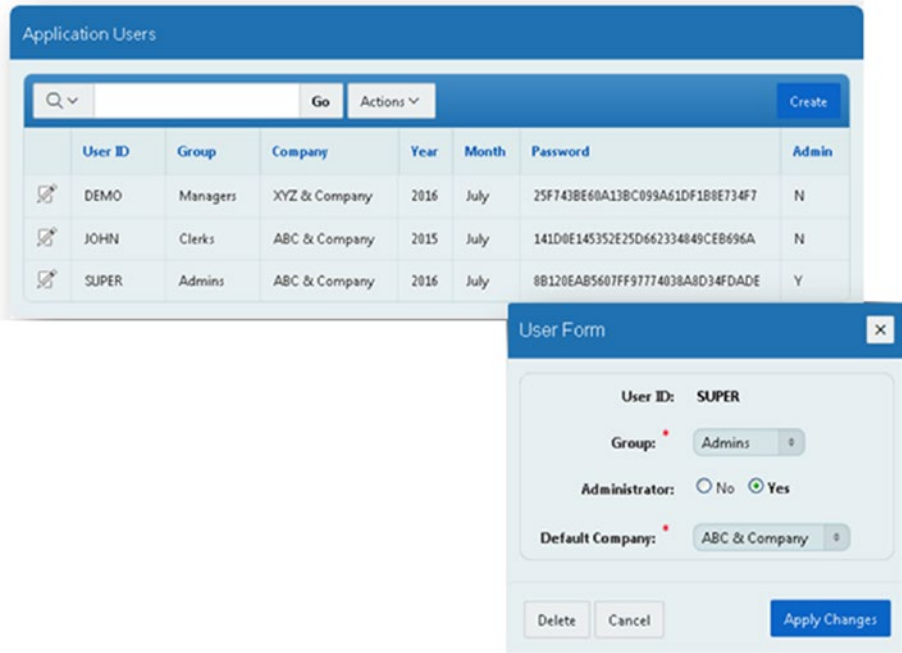 Application Users
Go Actions Create
User ID Group Company Year Month Password Admin
DEMO Managers XYZ & Company 2016 July 25F743BE60A13BC099A61DF1B8E734F7 N
JOHN Clerks ABC & Company 2015 July 141D0E145352E25D662334849CEB696A N
SUPER Admins ABC & Company 2016 July 8B120EAB5607FF97774038A8D34FDADE Y
User Form
User ID: SUPER
Group: * Admins
Administrator: No Yes
Default Company: * ABC & Company
Delete Cancel Apply Changes